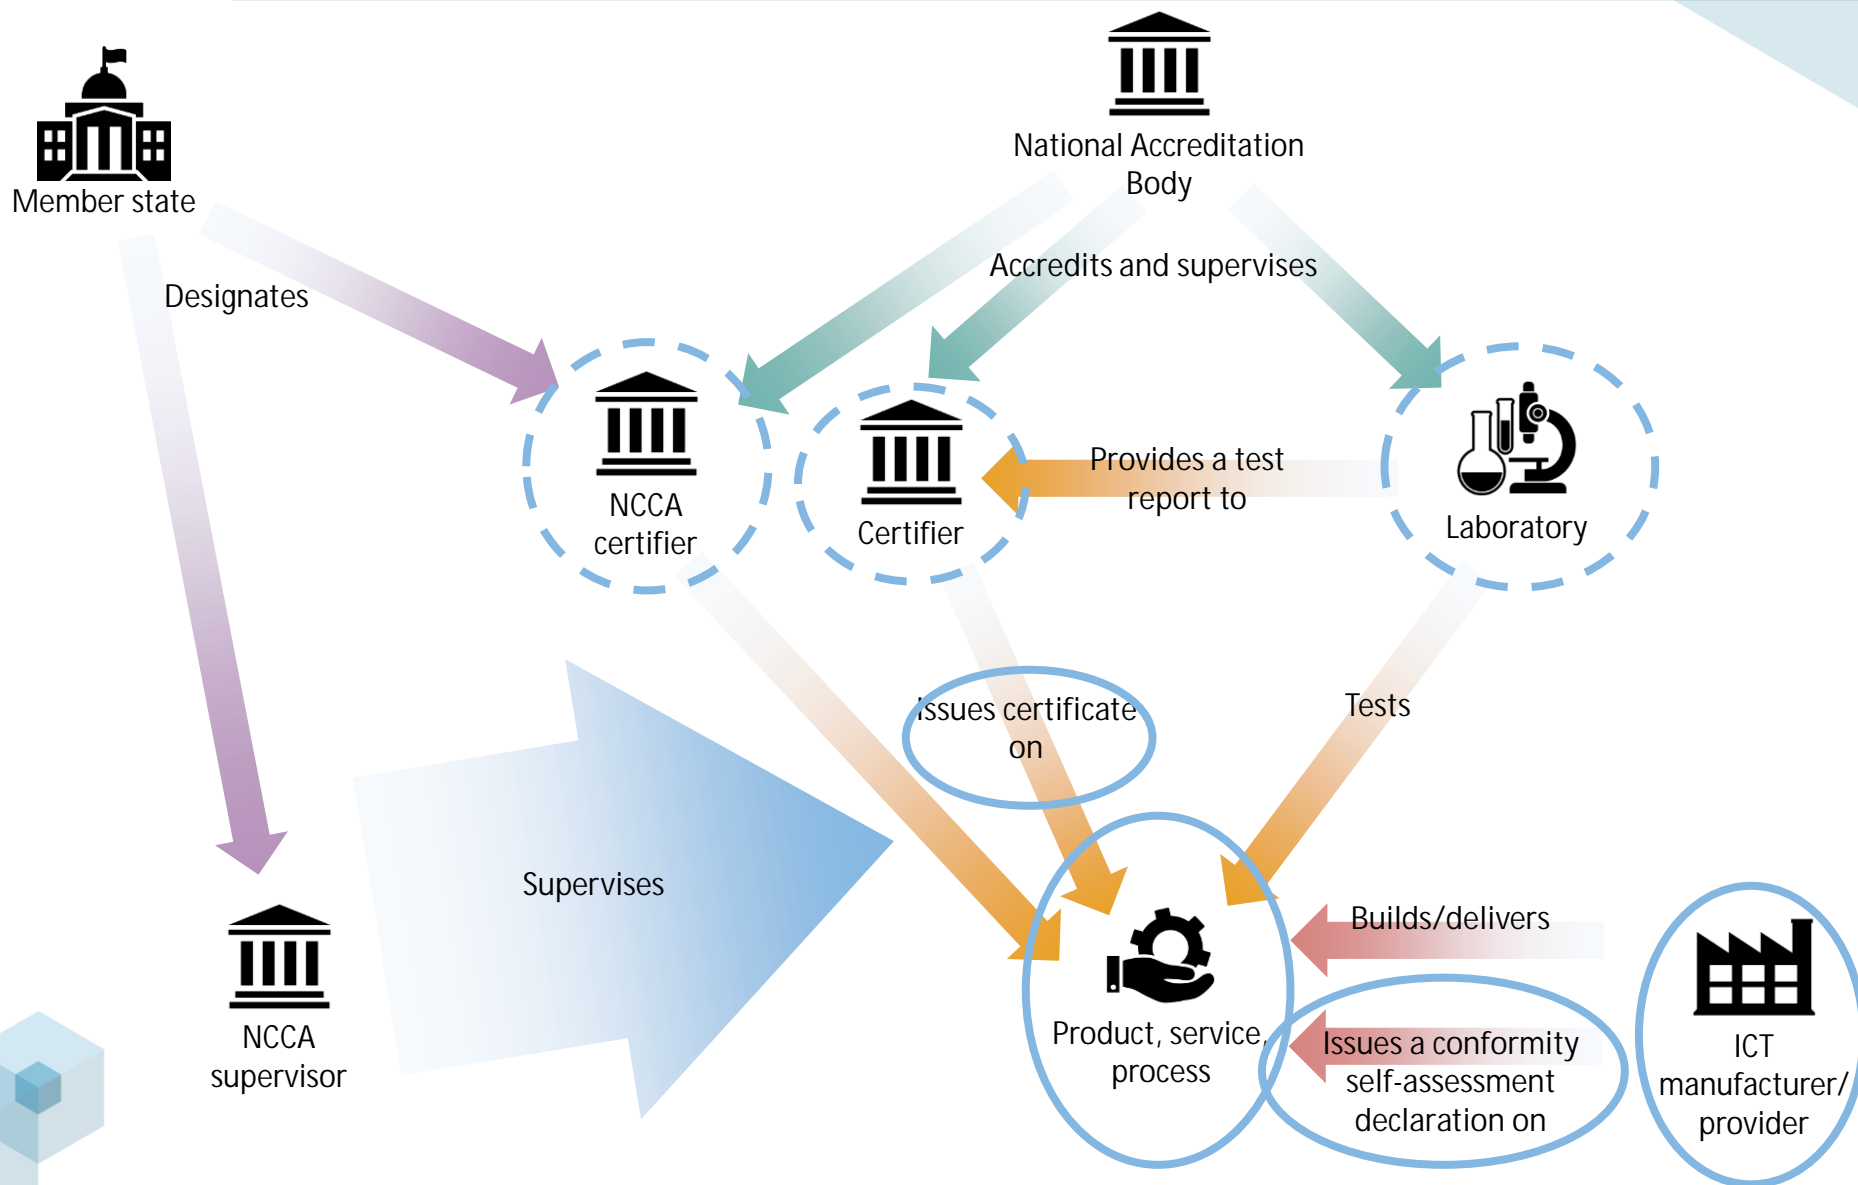 National Accreditation
Body
Member state
Accredits and supervises
Designates
Provides a test
report to
NCCA
certifier
Certifier
Laboratory
Issues certificate
on
Tests
Supervises
Builds/delivers
Product, service,
process
Issues a conformity
self-assessment
declaration on
NCCA
supervisor
ICT
manufacturer/
provider